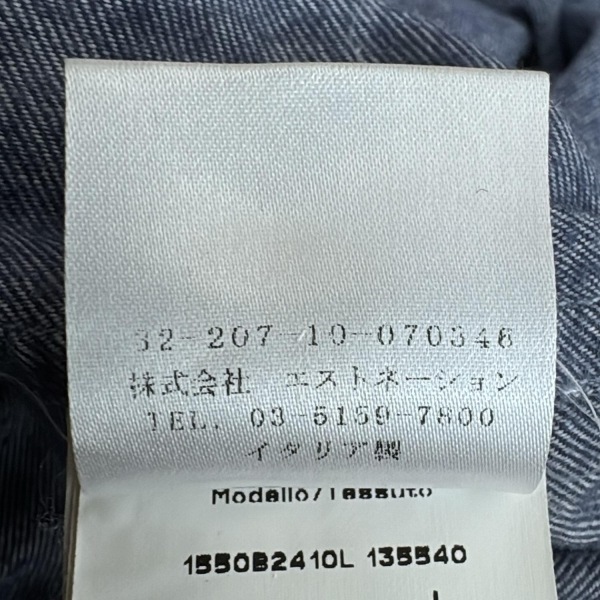 32-207-10-070346
株式会社 エストネーション
TEL. 03-5159-7800
イタリア製
Modello/Tessuto
1550B2410L 135540